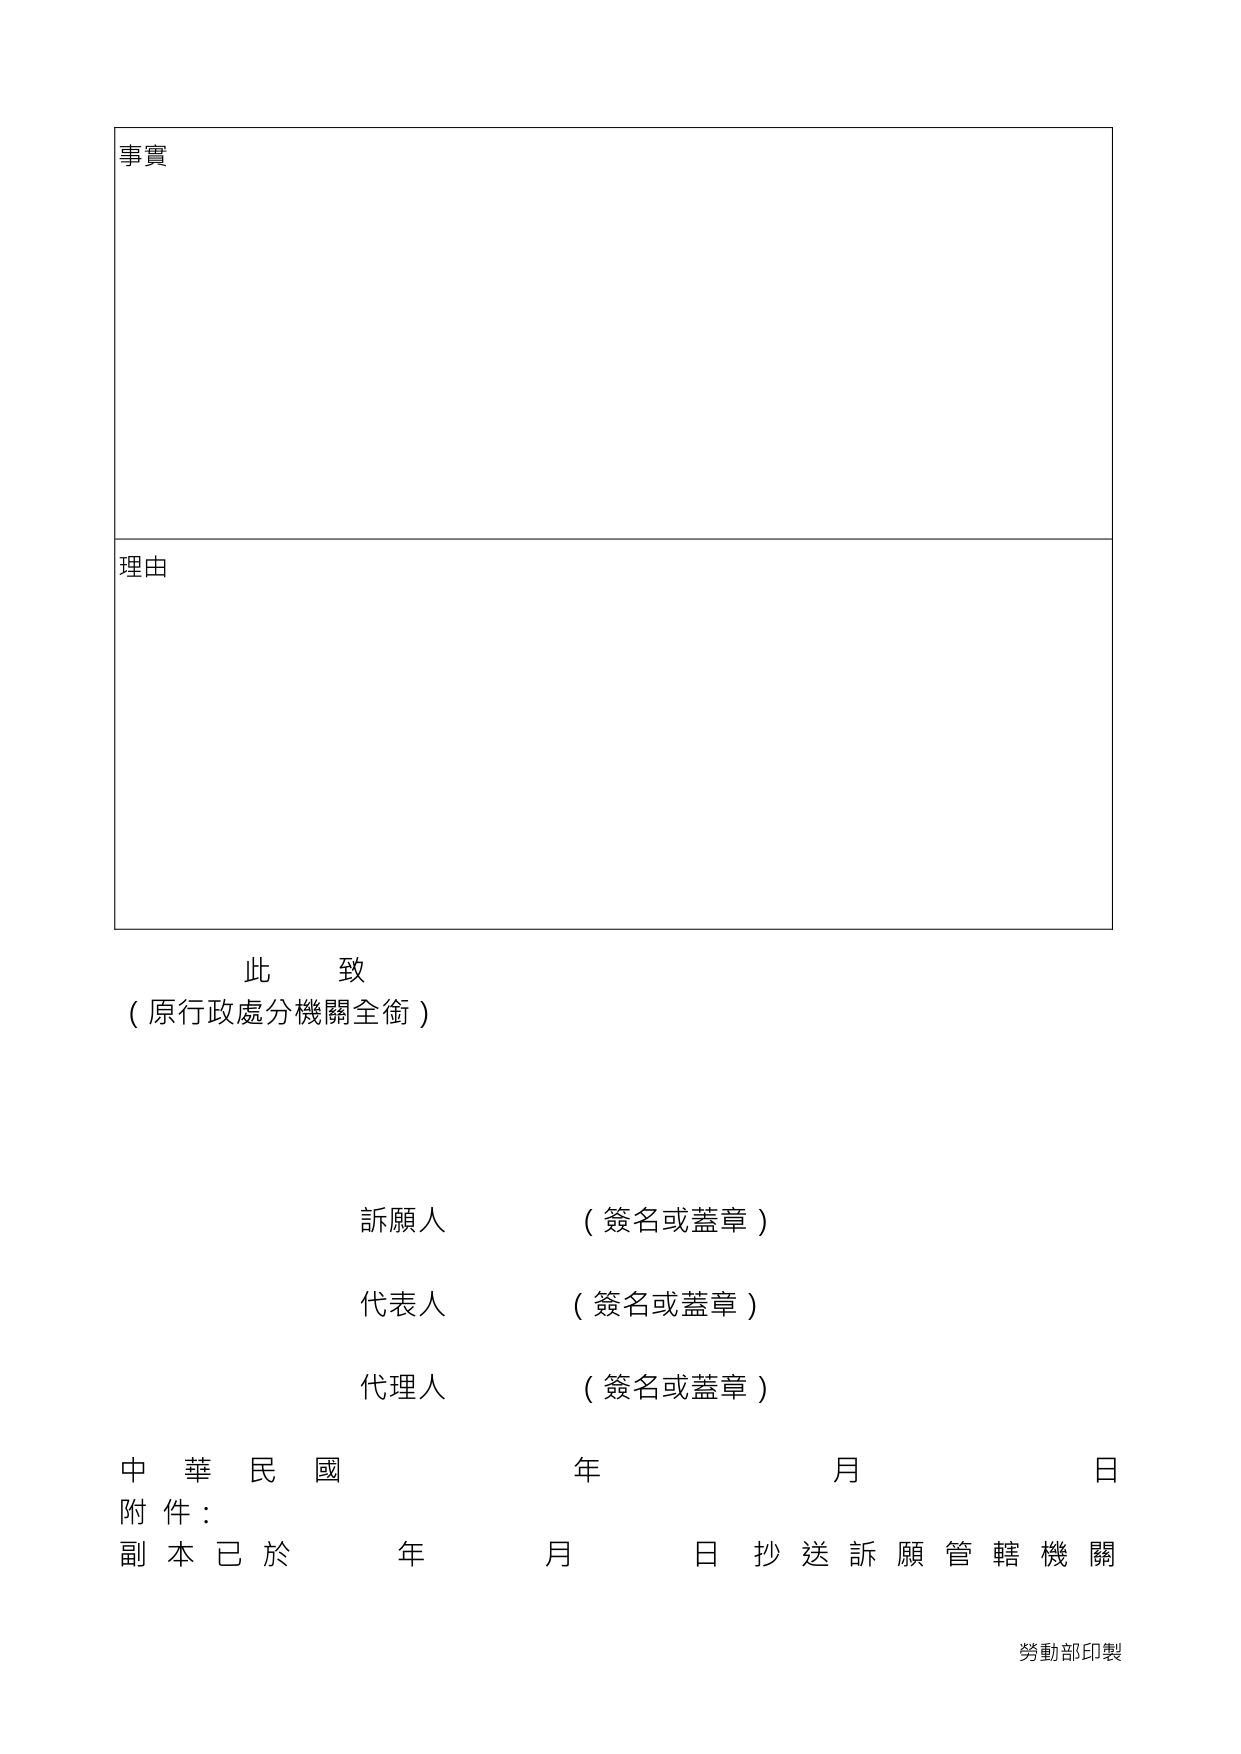 事實
理由
此 致
(原行政處分機關全銜)
訴願人 (簽名或蓋章)
代表人 (簽名或蓋章)
代理人 (簽名或蓋章)
中華民國 年 月 日
附件:
副本已於 年 月 日抄送訴願管轄機關
勞動部印製